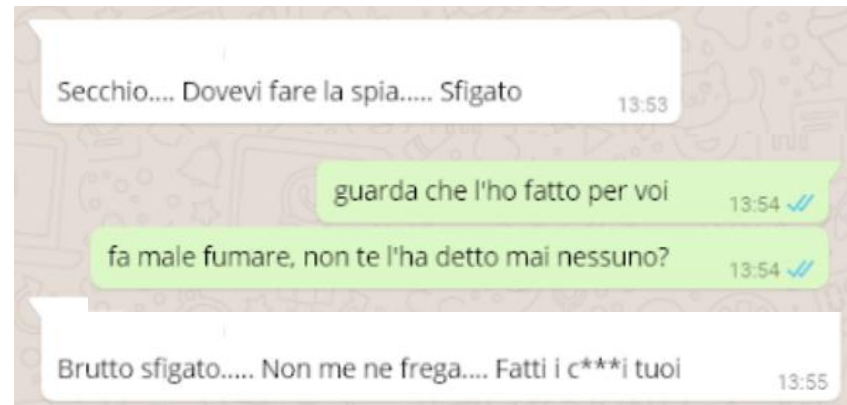 Secchio.... Dovevi fare la spia..... Sfigato 13:53
guarda che l'ho fatto per voi 13:54
fa male fumare, non te l'ha detto mai nessuno? 13:54
Brutto sfigato..... Non me ne frega.... Fatti i c***i tuoi 13:55